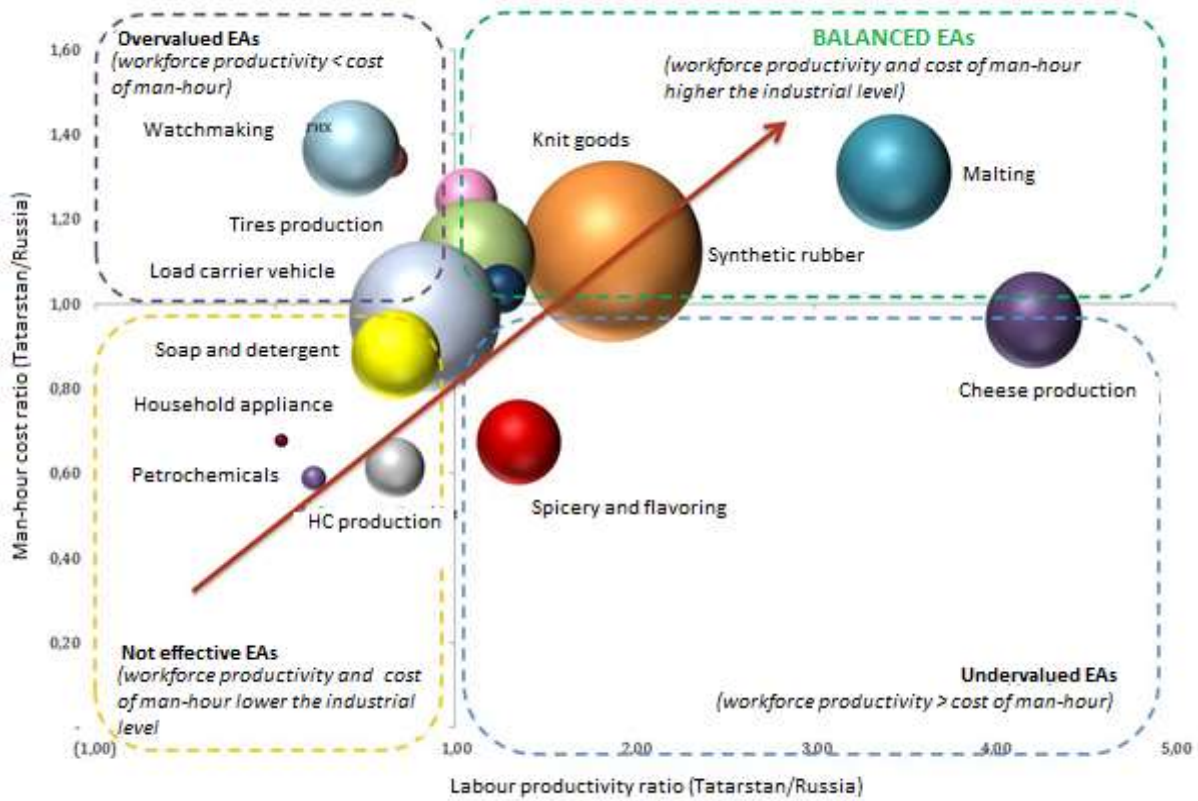 Overvalued EAs
(workforce productivity < cost
of man-hour)
BALANCED EAs
(workforce productivity and cost of man-hour
higher the industrial level)
1,60
1,40
1,20
1,00
0,80
0,60
0,40
0,20
-
Man-hour cost ratio (Tatarstan/Russia)
Watchmaking
Knit goods
Malting
Tires production
Synthetic rubber
Load carrier vehicle
Soap and detergent
Cheese production
Household appliance
Petrochemicals
HC production
Spicery and flavoring
Not effective EAs
(workforce productivity and cost
of man-hour lower the industrial
level
Undervalued EAs
(workforce productivity > cost of man-hour)
(1,00)
1,00
2,00
3,00
4,00
5,00
Labour productivity ratio (Tatarstan/Russia)